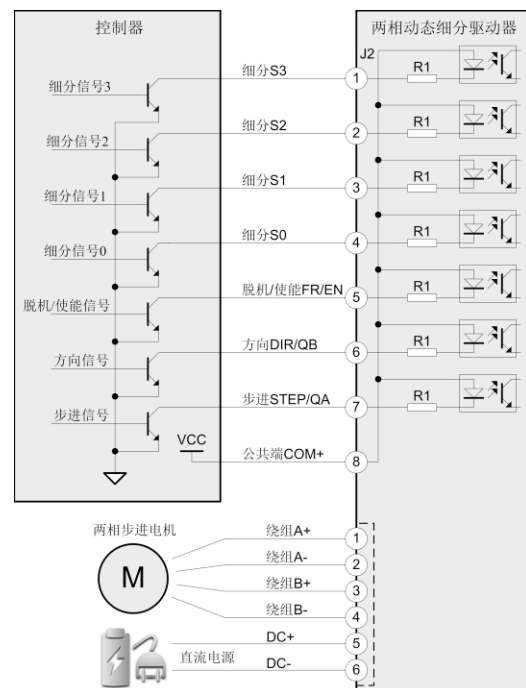 控制器
两相动态细分驱动器
J2
细分信号3
细分S3
1
R1
细分信号2
细分S2
2
R1
细分信号1
细分S1
3
R1
细分信号0
细分S0
4
R1
脱机/使能信号
脱机/使能FR/EN
5
R1
方向信号
方向DIR/QB
6
R1
步进信号
步进STEP/QA
7
R1
VCC
公共端COM+
8
两相步进电机
M
绕组A+
1
绕组A-
2
绕组B+
3
绕组B-
4
直流电源
DC+
5
DC-
6